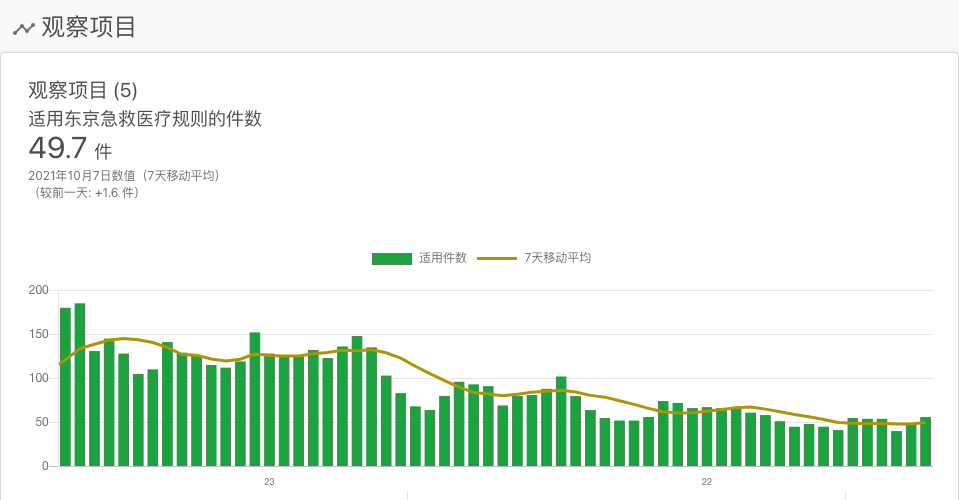 观察项目
观察项目 (5)
适用东京急救医疗规则的件数
49.7 件
2021年10月7日数值（7天移动平均）
（较前一天: +1.6 件）
适用件数 7天移动平均
200
150
100
50
0
23 22